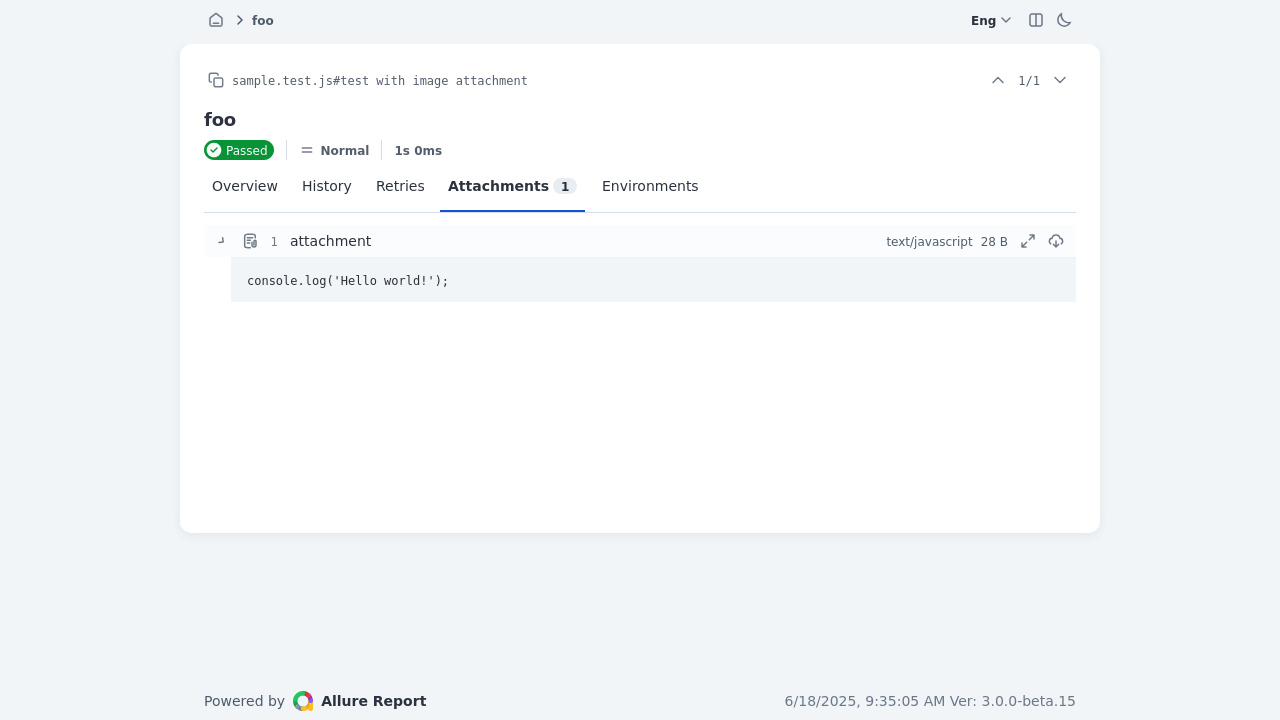 foo
Eng
sample.test.js#test with image attachment
1/1
foo
Passed
Normal
1s 0ms
Overview
History
Retries
Attachments 1
Environments
1 attachment
text/javascript 28 B
console.log('Hello world!');
Powered by Allure Report
6/18/2025, 9:35:05 AM Ver: 3.0.0-beta.15